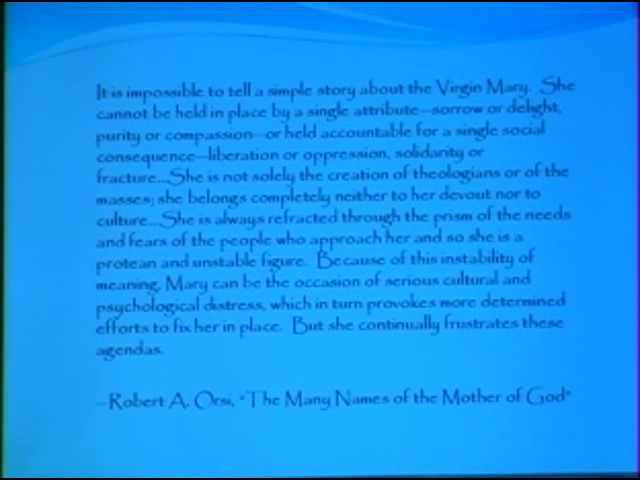 It is impossible to tell a simple story about the Virgin Mary. She
cannot be held in place by a single attribute--sorrow or delight,
purity or compassion--or held accountable for a single social
consequence--liberation or oppression, solidarity or
fracture...She is not solely the creation of theologians or of the
masses; she belongs completely neither to her devout nor to
culture...She is always refracted through the prism of the needs
and fears of the people who approach her and so she is a
protean and unstable figure. Because of this instability of
meaning, Mary can be the occasion of serious cultural and
psychological distress, which in turn provokes more determined
efforts to fix her in place. But she continually frustrates these
agendas.
--Robert A. Orsi, "The Many Names of the Mother of God"